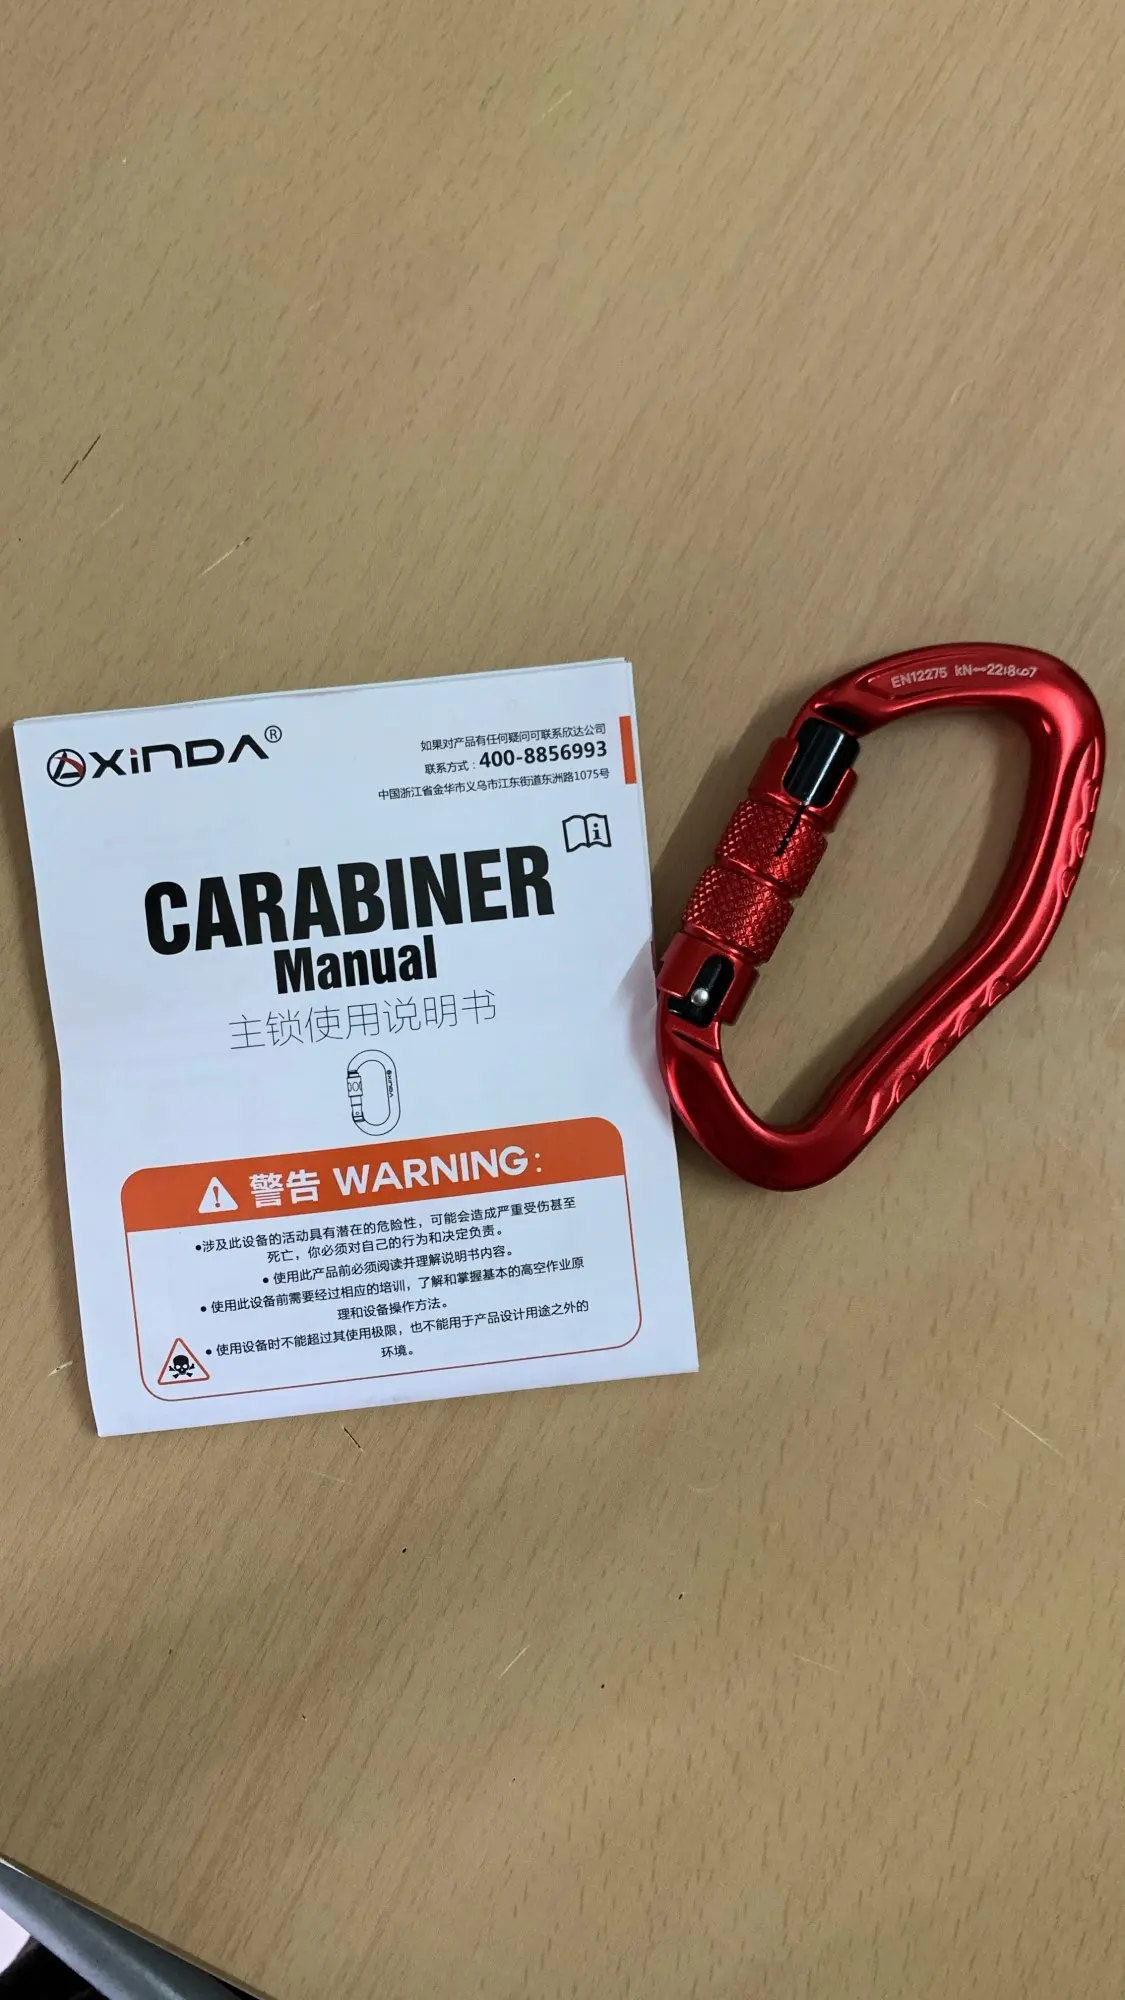 XINDA®
如果对产品有任何疑问可联系欣达公司
联系方式：400-8856993
中国浙江省金华市义乌市江东街道东洲路1075号
CARABINER
Manual
主锁使用说明书
XINDA
警告 WARNING：
●涉及此设备的活动具有潜在的危险性，可能会造成严重受伤甚至
死亡，你必须对自己的行为和决定负责。
● 使用此产品前必须阅读并理解说明书内容。
● 使用此设备前需要经过相应的培训，了解和掌握基本的高空作业原
理和设备操作方法。
● 使用设备时不能超过其使用极限，也不能用于产品设计用途之外的
环境。
EN12275 kN